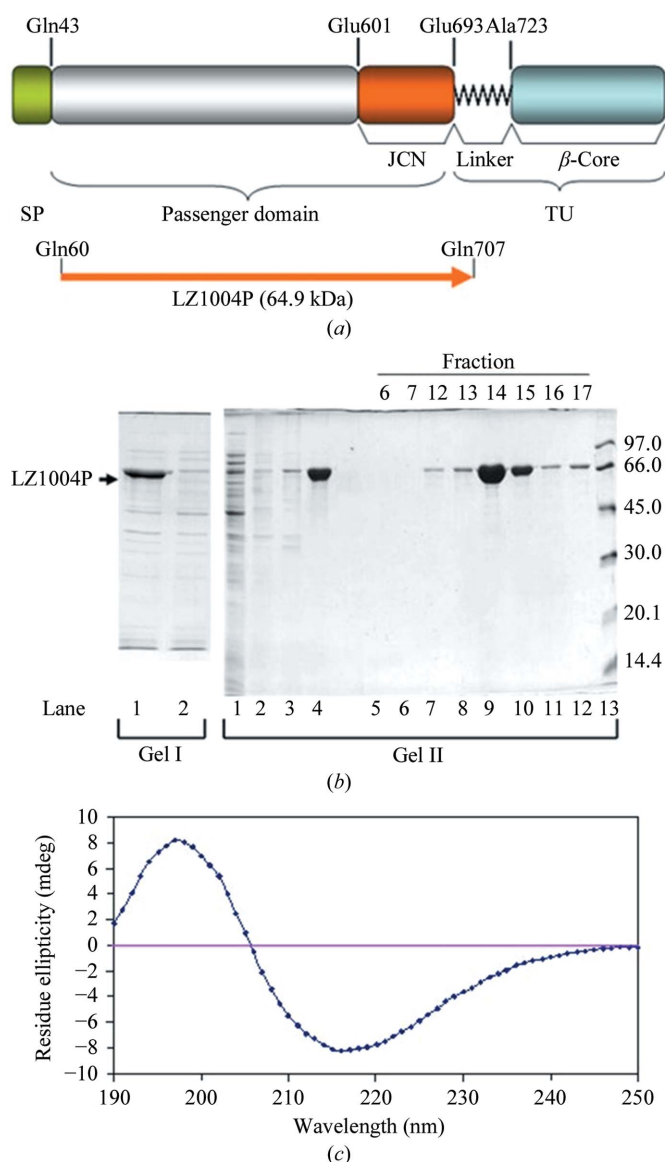 Gln43 Glu601 Glu693 Ala723
JCN Linker β-Core
SP Passenger domain TU
Gln60 Gln707
LZ1004P (64.9 kDa)
(a)
Fraction
6 7 12 13 14 15 16 17
LZ1004P
97.0
66.0
45.0
30.0
20.1
14.4
Lane 1 2 1 2 3 4 5 6 7 8 9 10 11 12 13
Gel I Gel II
(b)
10
8
6
4
2
0
−2
−4
−6
−8
−10
Residue ellipticity (mdeg)
190 200 210 220 230 240 250
Wavelength (nm)
(c)